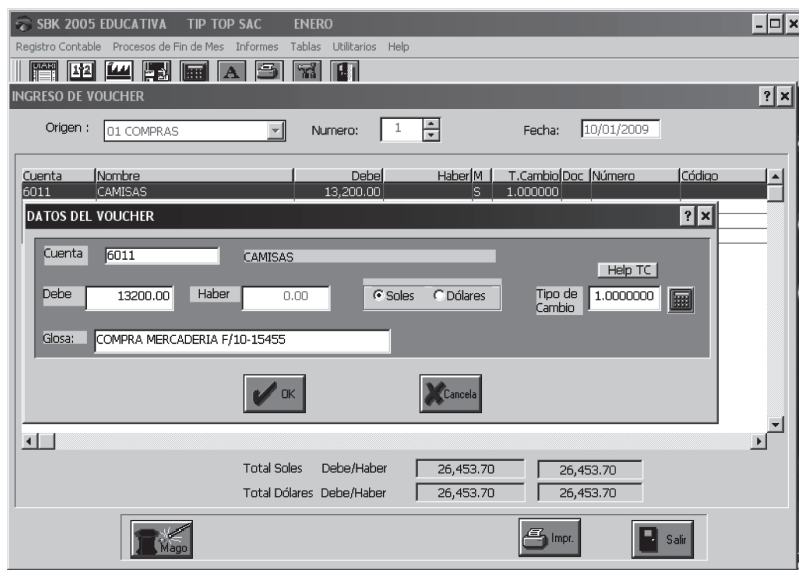 SBK 2005 EDUCATIVA TIP TOP SAC ENERO
Registro Contable Procesos de Fin de Mes Informes Tablas Utilitarios Help
INGRESO DE VOUCHER
Origen : 01 COMPRAS Numero: 1 Fecha: 10/01/2009
Cuenta Nombre Debe Haber M T.Cambio Doc Número Código
6011 CAMISAS 13,200.00 S 1.000000
DATOS DEL VOUCHER
Cuenta 6011 CAMISAS
Help TC
Debe 13200.00 Haber 0.00 Soles Dólares Tipo de Cambio 1.0000000
Glosa: COMPRA MERCADERIA F/10-15455
OK Cancela
Total Soles Debe/Haber 26,453.70 26,453.70
Total Dólares Debe/Haber 26,453.70 26,453.70
Mago Impr. Salir